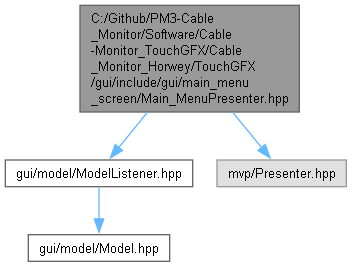 C:/Github/PM3-Cable
_Monitor/Software/Cable
-Monitor_TouchGFX/Cable
_Monitor_Horwey/TouchGFX
/gui/include/gui/main_menu
_screen/Main_MenuPresenter.hpp
gui/model/ModelListener.hpp
mvp/Presenter.hpp
gui/model/Model.hpp